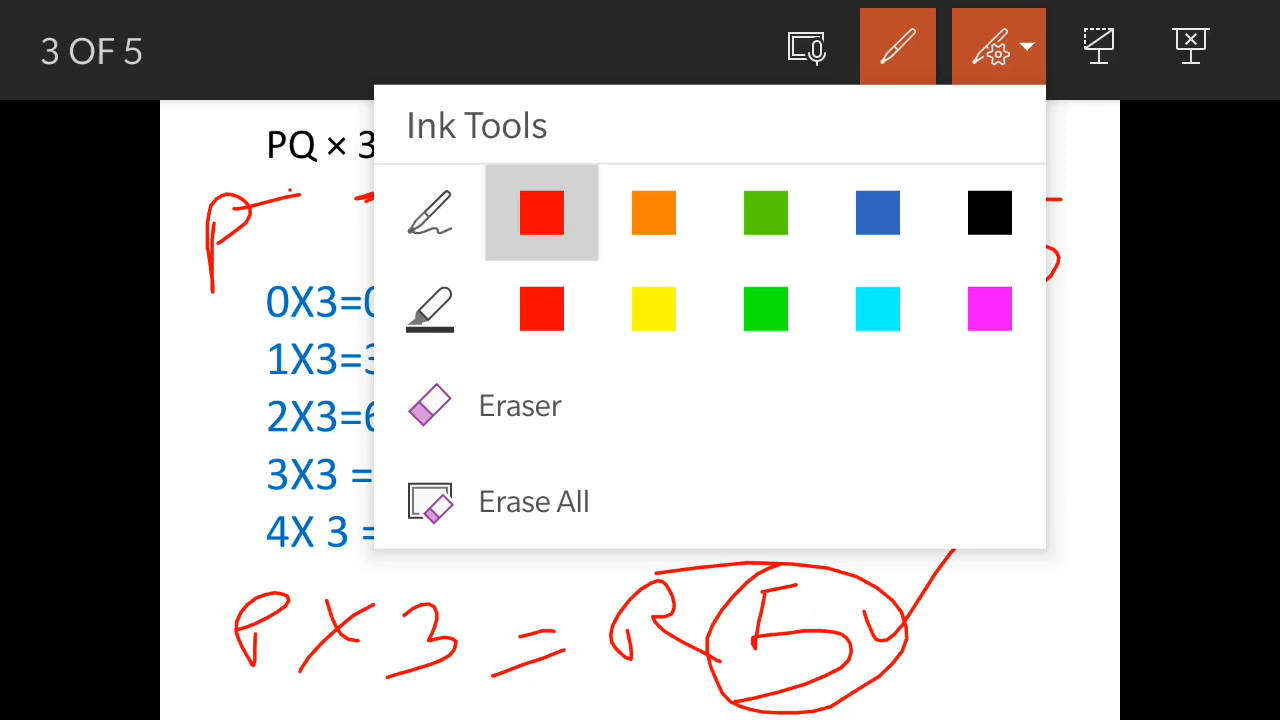 3 OF 5
Ink Tools
PQ × 3
P
0X3=0
1X3=3
2X3=6
3X3 =
4X 3 =
Eraser
Erase All
P X 3 = R 5 ✓